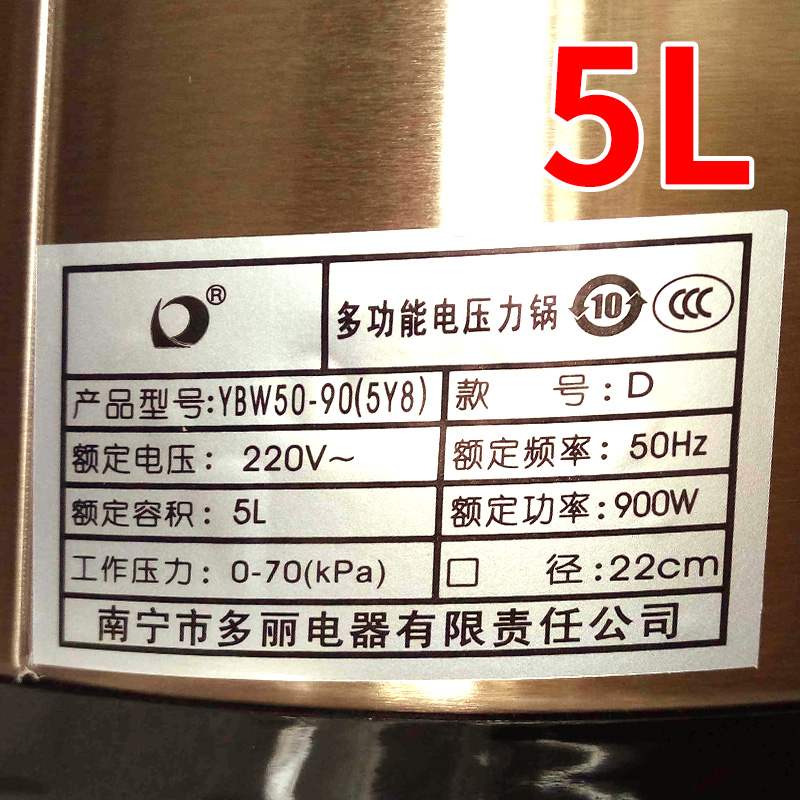 5L
® 多功能电压力锅 10 CCC
产品型号:YBW50-90(5Y8) 款 号:D
额定电压: 220V~ 额定频率: 50Hz
额定容积: 5L 额定功率:900W
工作压力: 0-70(kPa) 口 径:22cm
南宁市多丽电器有限责任公司